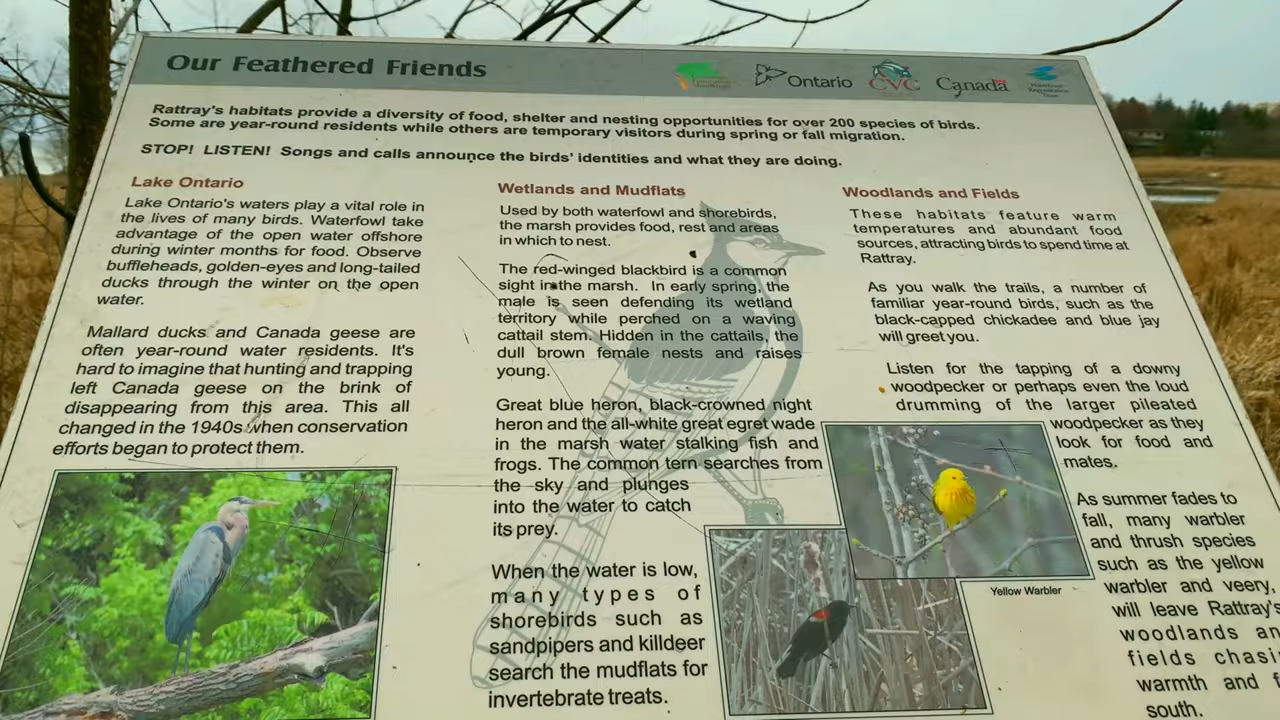 Our Feathered Friends
Ontario
CVC
Canada
Rattray's habitats provide a diversity of food, shelter and nesting opportunities for over 200 species of birds.
Some are year-round residents while others are temporary visitors during spring or fall migration.
STOP! LISTEN! Songs and calls announce the birds' identities and what they are doing.
Lake Ontario
Lake Ontario's waters play a vital role in
the lives of many birds. Waterfowl take
advantage of the open water offshore
during winter months for food. Observe
buffleheads, golden-eyes and long-tailed
ducks through the winter on the open
water.
Mallard ducks and Canada geese are
often year-round water residents. It's
hard to imagine that hunting and trapping
left Canada geese on the brink of
disappearing from this area. This all
changed in the 1940s when conservation
efforts began to protect them.
Wetlands and Mudflats
Used by both waterfowl and shorebirds,
the marsh provides food, rest and areas
in which to nest.
The red-winged blackbird is a common
sight in the marsh. In early spring, the
male is seen defending its wetland
territory while perched on a waving
cattail stem. Hidden in the cattails, the
dull brown female nests and raises
young.
Great blue heron, black-crowned night
heron and the all-white great egret wade
in the marsh water stalking fish and
frogs. The common tern searches from
the sky and plunges
into the water to catch
its prey.
When the water is low,
many types of
shorebirds such as
sandpipers and killdeer
search the mudflats for
invertebrate treats.
Woodlands and Fields
These habitats feature warm
temperatures and abundant food
sources, attracting birds to spend time at
Rattray.
As you walk the trails, a number of
familiar year-round birds, such as the
black-capped chickadee and blue jay
will greet you.
Listen for the tapping of a downy
woodpecker or perhaps even the loud
drumming of the larger pileated
woodpecker as they
look for food and
mates.
As summer fades to
fall, many warbler
and thrush species
such as the yellow
warbler and veery,
will leave Rattray's
woodlands an
fields chasi
warmth and f
south.
Yellow Warbler